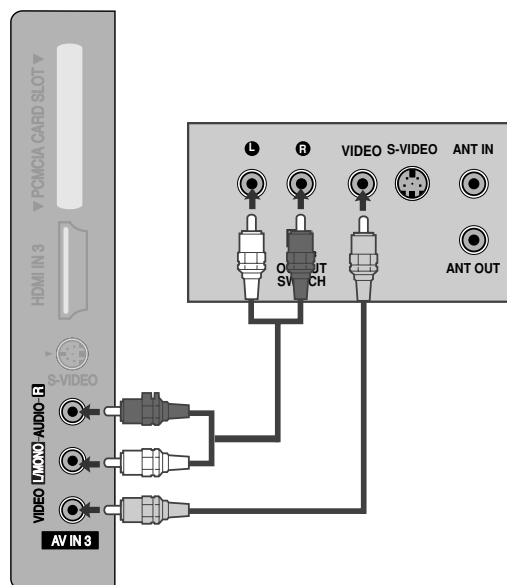 ▼ PCMCIA CARD SLOT ▼
HDMI IN 3
S-VIDEO
VIDEO L/MONO-AUDIO-R
AV IN 3
L R VIDEO S-VIDEO ANT IN
SWITCH
ANT OUT